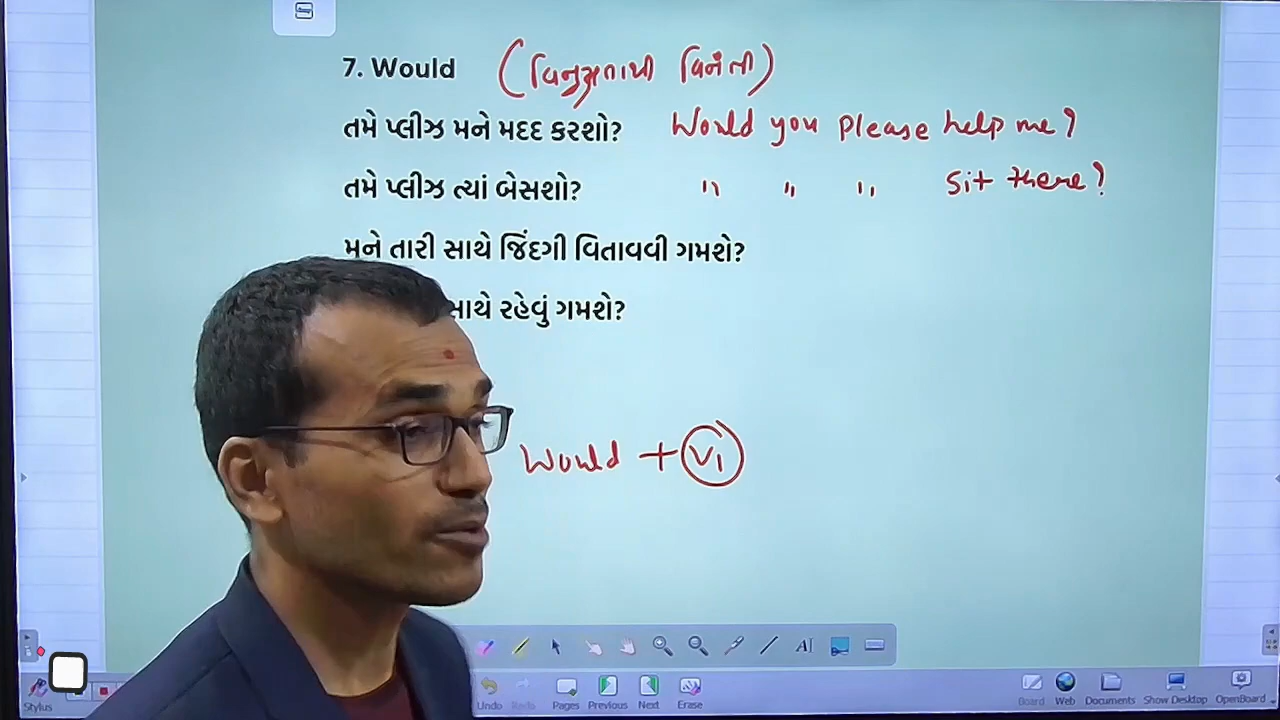 7. Would (વિનમ્રતાથી વિનંતી)
તમે પ્લીઝ મને મદદ કરશો? Would you please help me?
તમે પ્લીઝ ત્યાં બેસશો? " " " sit there?
મને તારી સાથે જિંદગી વિતાવવી ગમશે?
સાથે રહેવું ગમશે?
Would + V1
Stylus Undo Redo Pages Previous Next Erase Board Web Documents Show Desktop OpenBoard